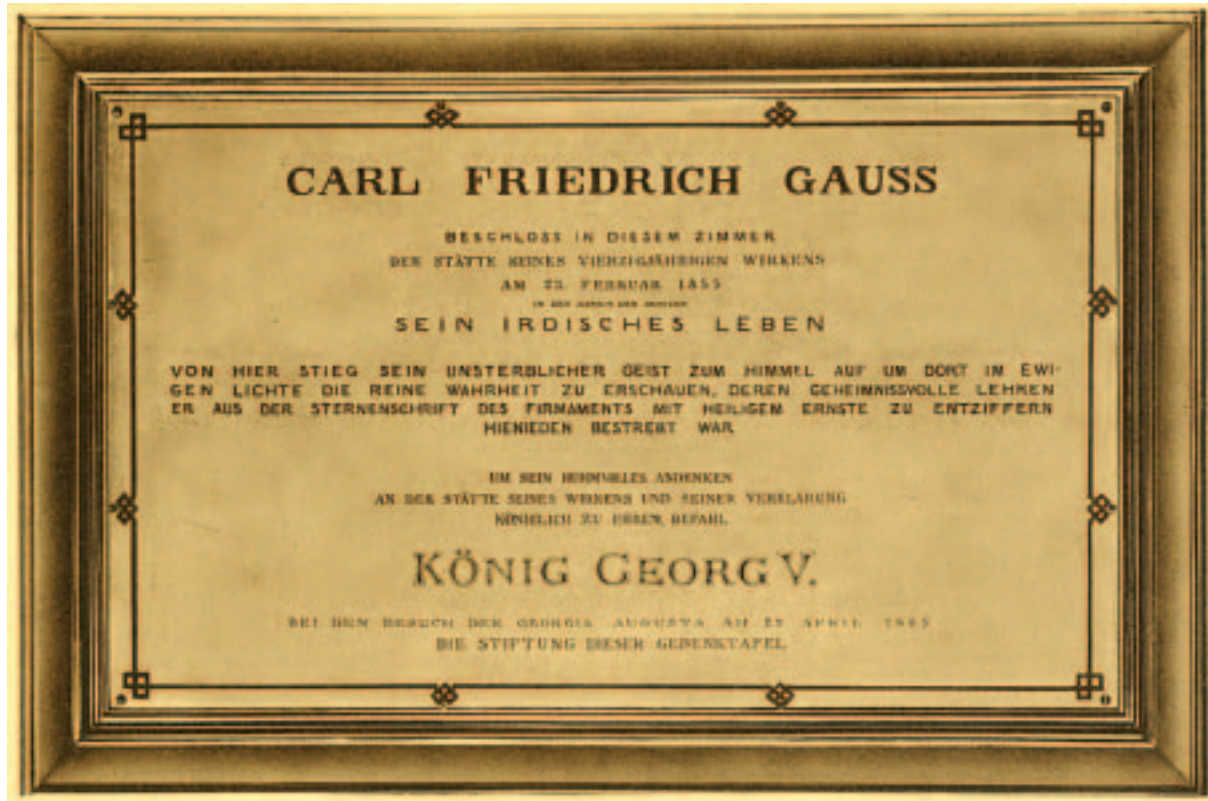 CARL FRIEDRICH GAUSS
BESCHLOSS IN DIESEM ZIMMER
DER STÄTTE SEINES VIERZIGJÄHRIGEN WIRKENS
AM 23. FEBRUAR 1855
SEIN IRDISCHES LEBEN
VON HIER STIEG SEIN UNSTERBLICHER GEIST ZUM HIMMEL AUF UM DORT IM EWI-
GEN LICHTE DIE REINE WAHRHEIT ZU ERSCHAUEN, DEREN GEHEIMNISSVOLLE LEHREN
ER AUS DER STERNENSCHRIFT DES FIRMAMENTS MIT HEILIGEM ERNSTE ZU ENTZIFFERN
HIENIEDEN BESTREBT WAR
UM SEIN RUHMVOLLES ANDENKEN
AN DER STÄTTE SEINES WIRKENS UND SEINER VERKLÄRUNG
KÖNIGLICH ZU EHREN, BEFAHL
KÖNIG GEORG V.
BEI DEM BESUCH DER GEORGIA AUGUSTA AM APRIL 1865
DIE STIFTUNG DIESER GEDENKTAFEL